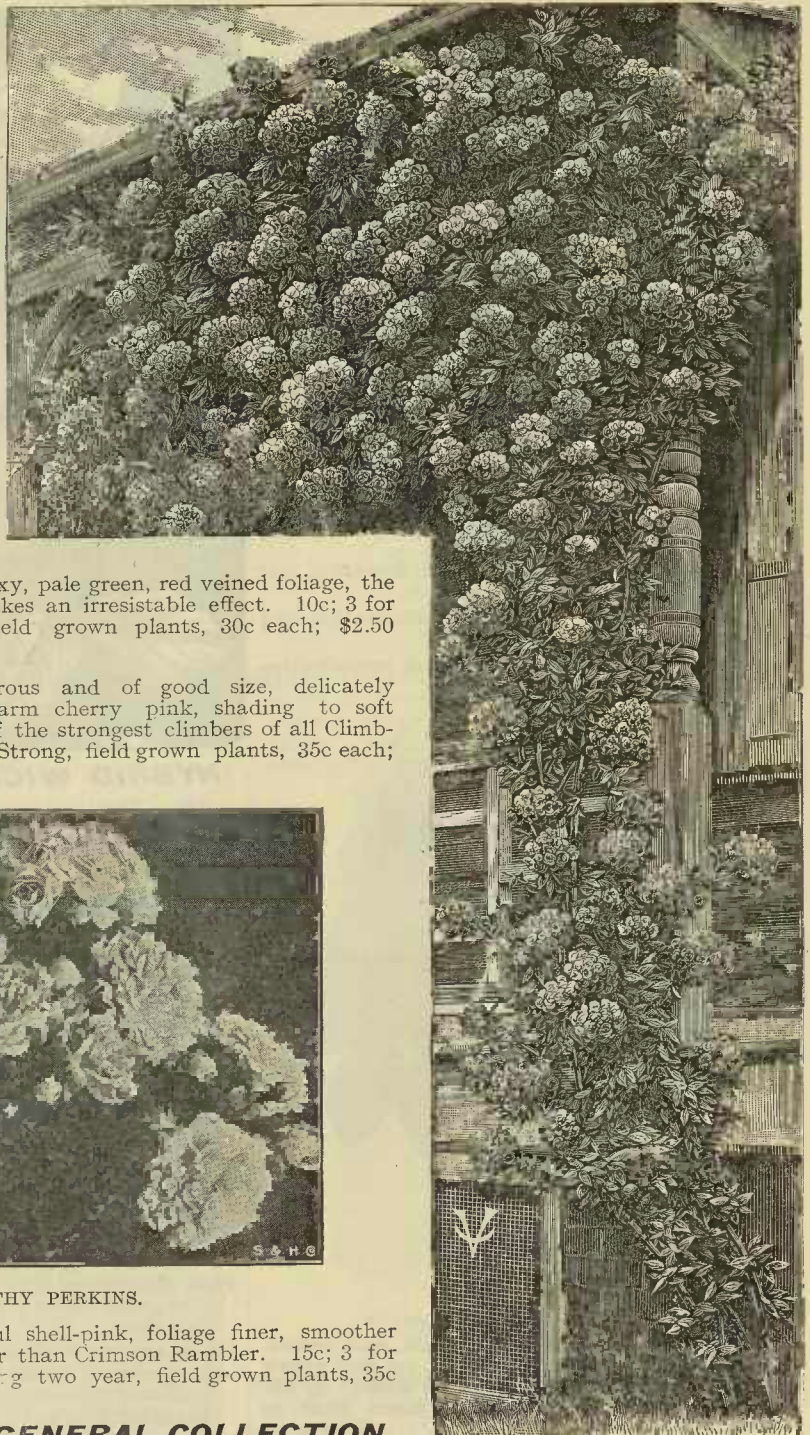 xy, pale green, red veined foliage, the
kes an irresistable effect. 10c; 3 for
eld grown plants, 30c each; $2.50
rous and of good size, delicately
arm cherry pink, shading to soft
f the strongest climbers of all Climb-
Strong, field grown plants, 35c each;
S & H ©
THY PERKINS.
l shell-pink, foliage finer, smoother
r than Crimson Rambler. 15c; 3 for
g two year, field grown plants, 35c
GENERAL COLLECTION